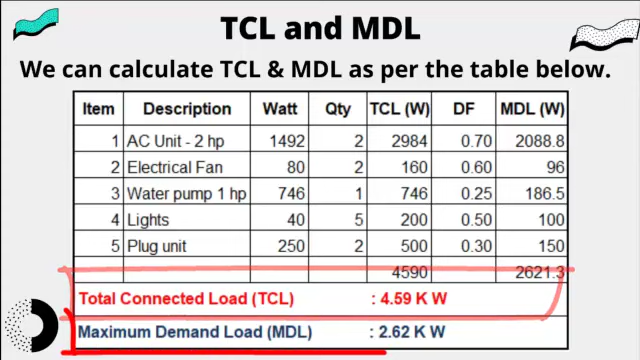 TCL and MDL
We can calculate TCL & MDL as per the table below.
Item Description Watt Qty TCL (W) DF MDL (W)
1 AC Unit - 2 hp 1492 2 2984 0.70 2088.8
2 Electrical Fan 80 2 160 0.60 96
3 Water pump 1 hp 746 1 746 0.25 186.5
4 Lights 40 5 200 0.50 100
5 Plug unit 250 2 500 0.30 150
4590 2621.3
Total Connected Load (TCL) : 4.59 K W
Maximum Demand Load (MDL) : 2.62 K W